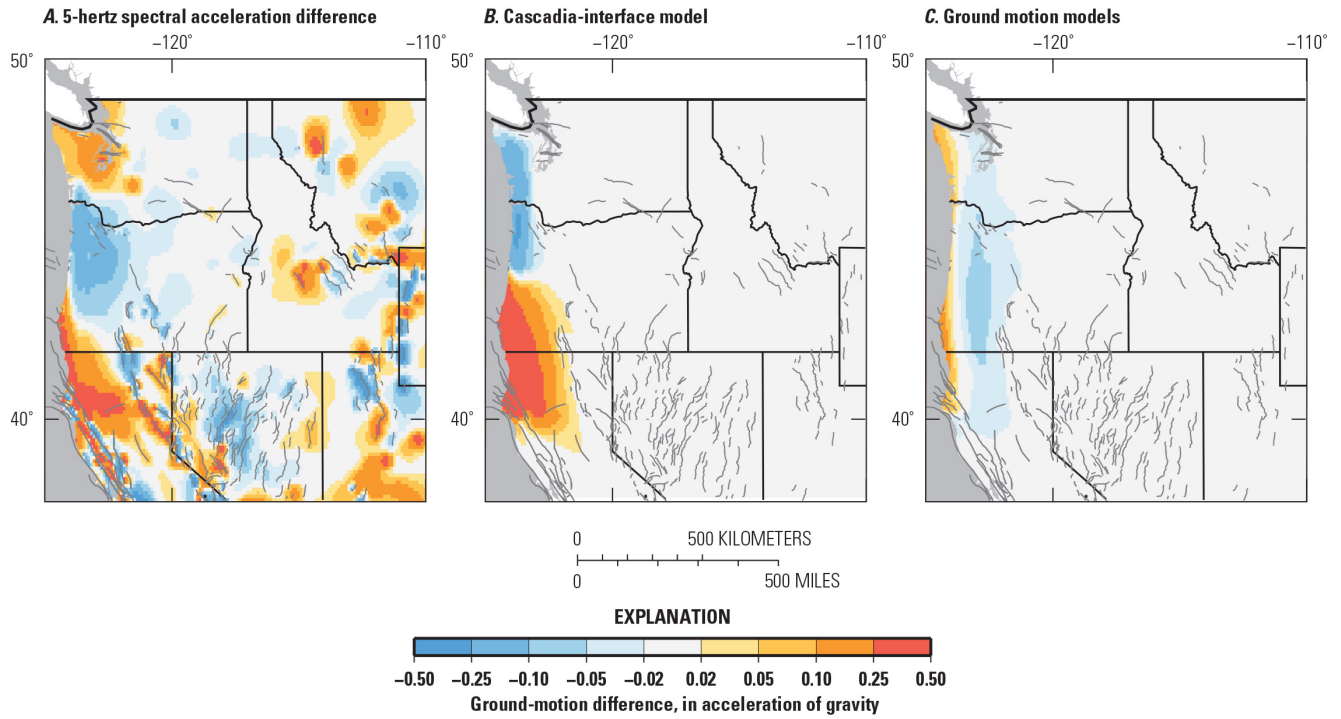 A. 5-hertz spectral acceleration difference
B. Cascadia-interface model
C. Ground motion models
−120°
−110°
−120°
−110°
−120°
−110°
50°
50°
50°
40°
40°
40°
0 500 KILOMETERS
0 500 MILES
EXPLANATION
−0.50 −0.25 −0.10 −0.05 −0.02 0.02 0.05 0.10 0.25 0.50
Ground-motion difference, in acceleration of gravity